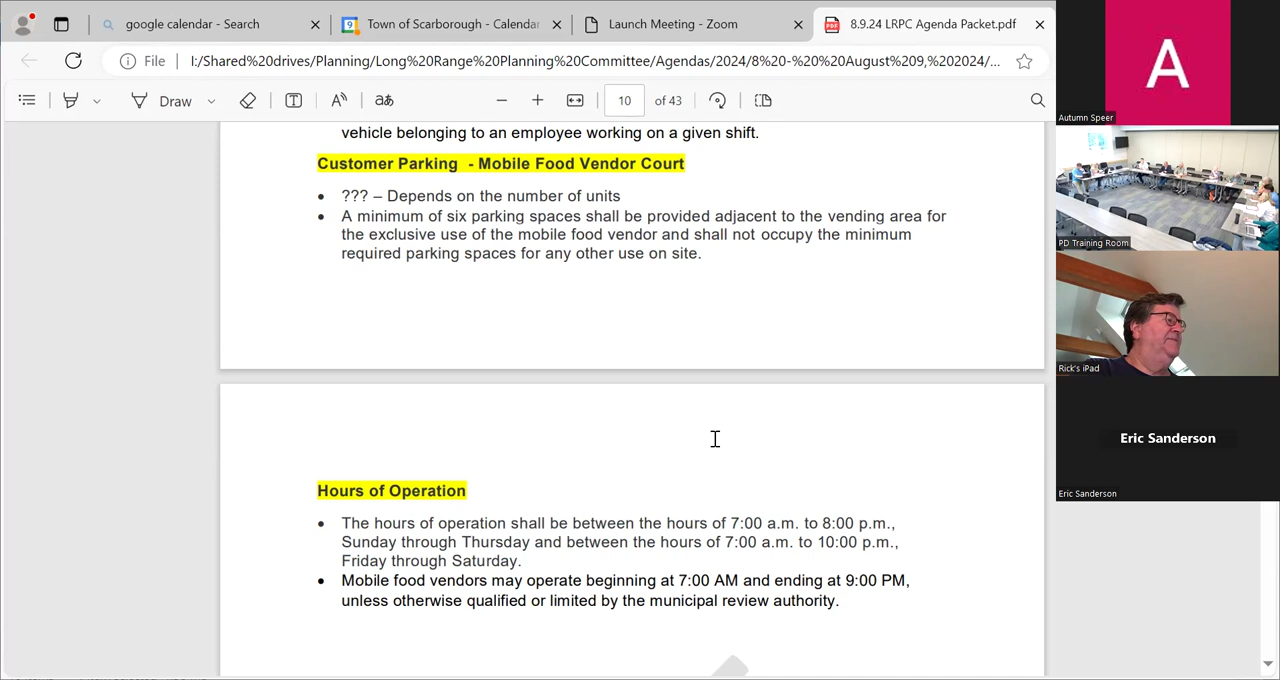 google calendar - Search
Town of Scarborough - Calendar
Launch Meeting - Zoom
8.9.24 LRPC Agenda Packet.pdf
File
I:/Shared%20drives/Planning/Long%20Range%20Planning%20Committee/Agendas/2024/8%20-%20%20August%209,%202024/...
Draw
10 of 43
vehicle belonging to an employee working on a given shift.
Customer Parking - Mobile Food Vendor Court
• ??? – Depends on the number of units
• A minimum of six parking spaces shall be provided adjacent to the vending area for
the exclusive use of the mobile food vendor and shall not occupy the minimum
required parking spaces for any other use on site.
Hours of Operation
• The hours of operation shall be between the hours of 7:00 a.m. to 8:00 p.m.,
Sunday through Thursday and between the hours of 7:00 a.m. to 10:00 p.m.,
Friday through Saturday.
• Mobile food vendors may operate beginning at 7:00 AM and ending at 9:00 PM,
unless otherwise qualified or limited by the municipal review authority.
A
Autumn Speer
PD Training Room
Rick's iPad
Eric Sanderson
Eric Sanderson